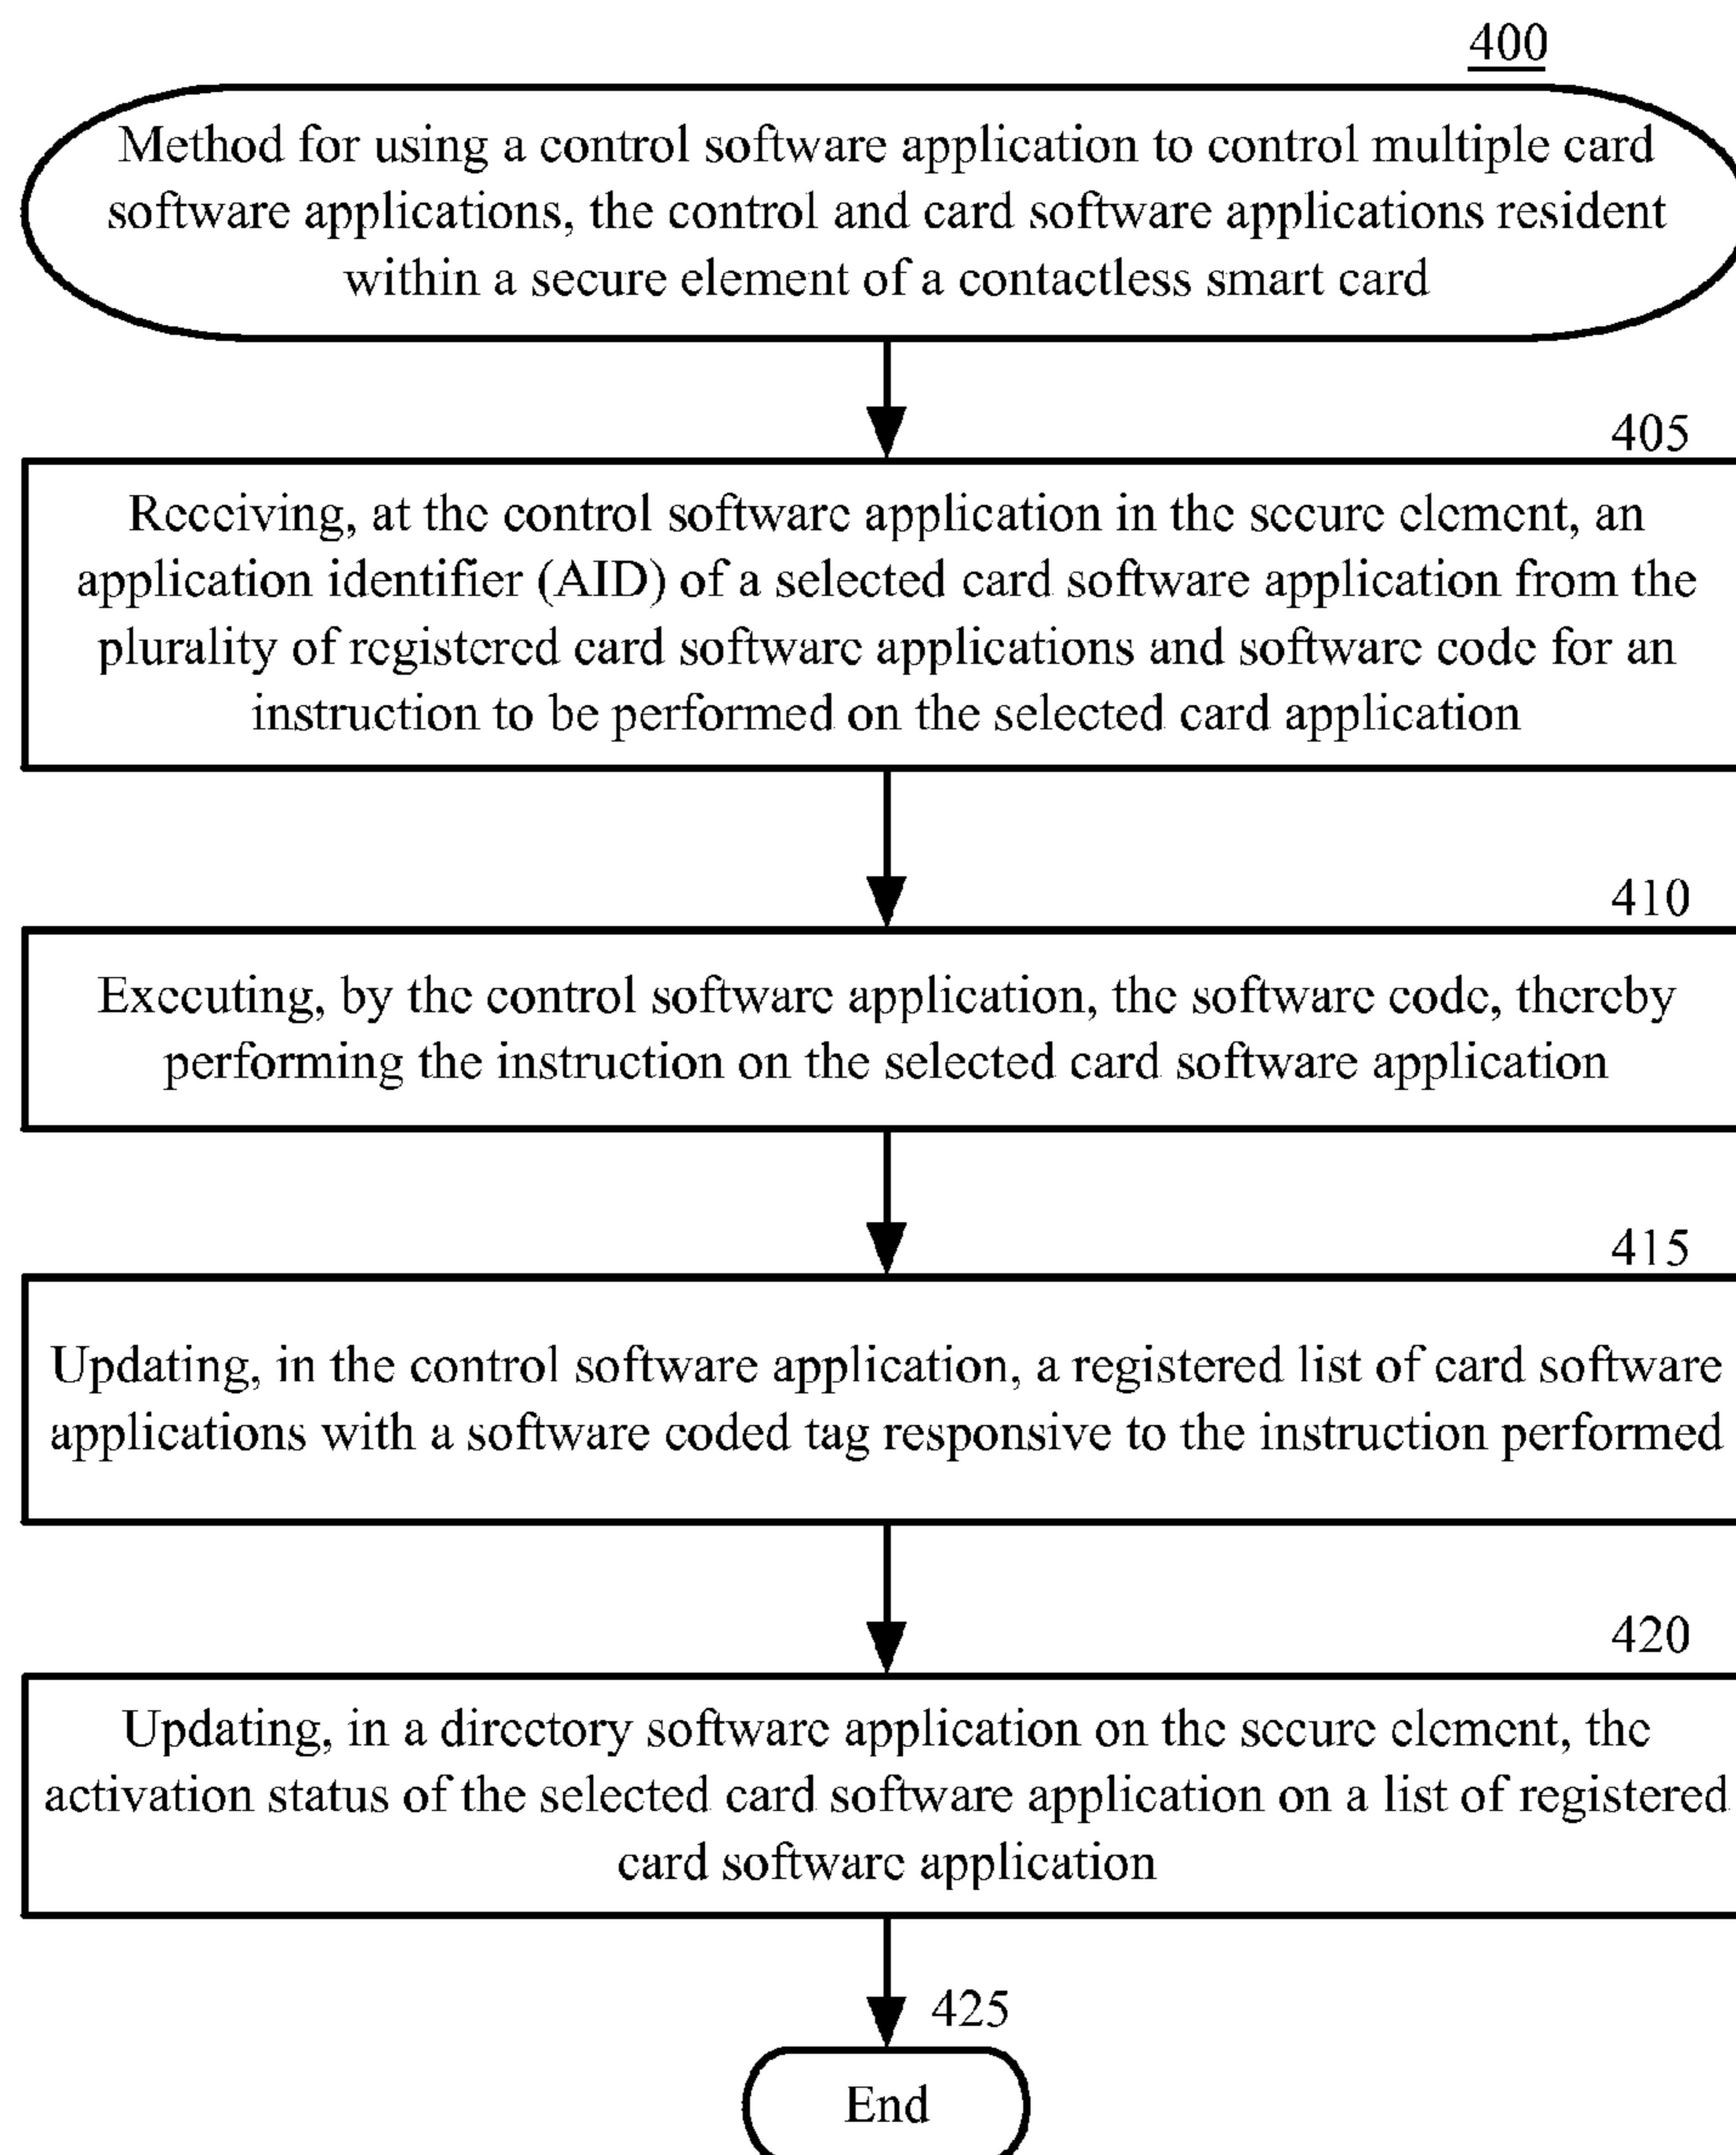 400
Method for using a control software application to control multiple card
software applications, the control and card software applications resident
within a secure element of a contactless smart card
405
Receiving, at the control software application in the secure element, an
application identifier (AID) of a selected card software application from the
plurality of registered card software applications and software code for an
instruction to be performed on the selected card application
410
Executing, by the control software application, the software code, thereby
performing the instruction on the selected card software application
415
Updating, in the control software application, a registered list of card software
applications with a software coded tag responsive to the instruction performed
420
Updating, in a directory software application on the secure element, the
activation status of the selected card software application on a list of registered
card software application
425
End